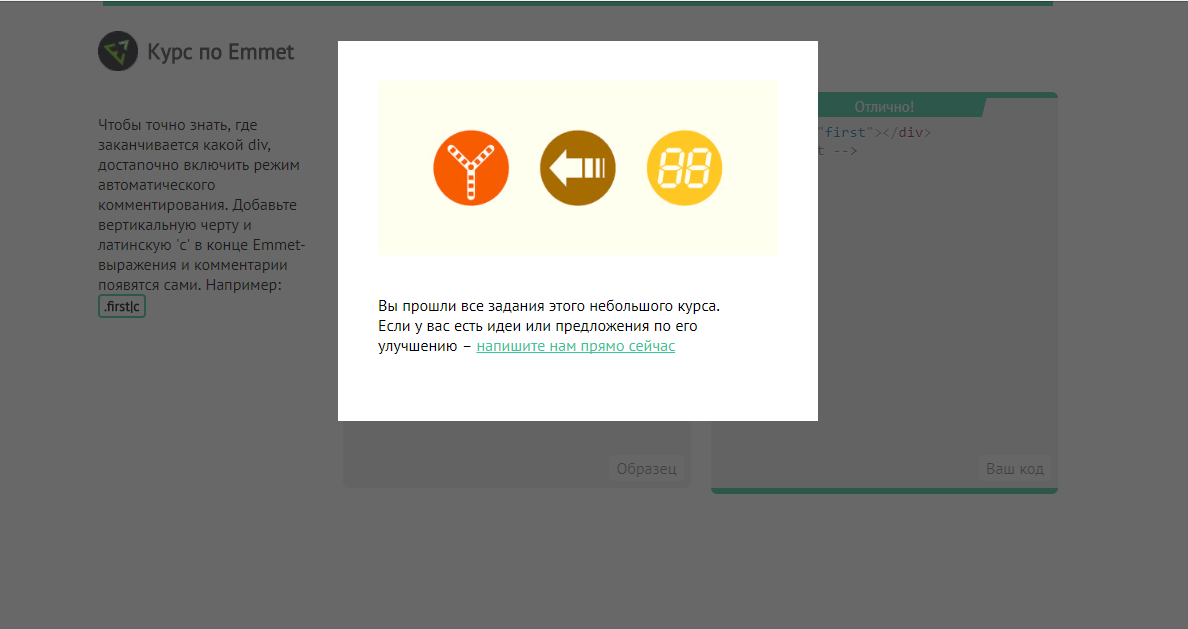 Курс по Emmet
Чтобы точно знать, где
заканчивается какой div,
достапочно включить режим
автоматического
комментирования. Добавьте
вертикальную черту и
латинскую 'c' в конце Emmet-
выражения и комментарии
появятся сами. Например:
.first|c
88
Вы прошли все задания этого небольшого курса.
Если у вас есть идеи или предложения по его
улучшению – напишите нам прямо сейчас
Отлично!
"first"></div>
t -->
Образец
Ваш код